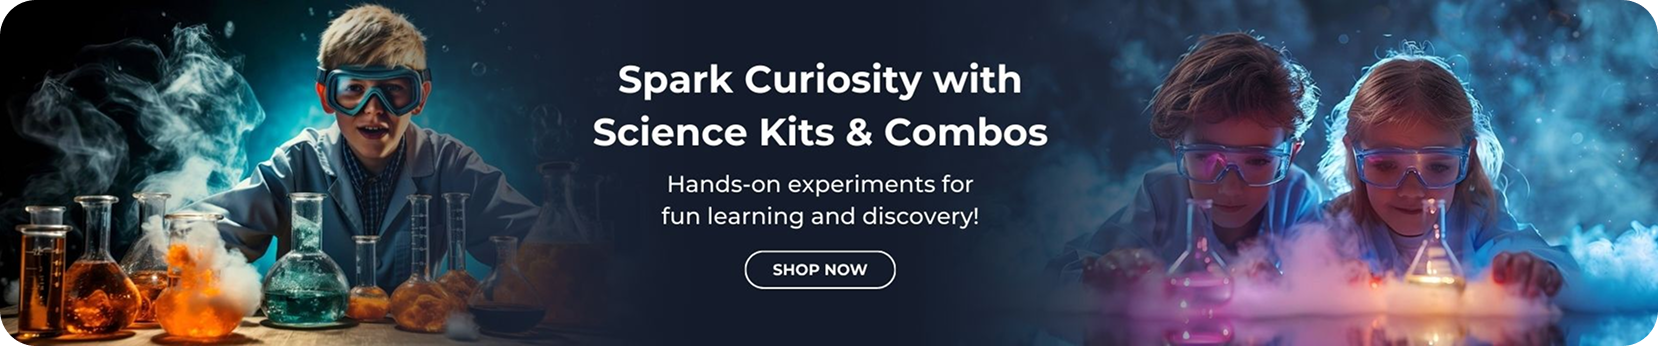 Spark Curiosity with
Science Kits & Combos
Hands-on experiments for
fun learning and discovery!
SHOP NOW